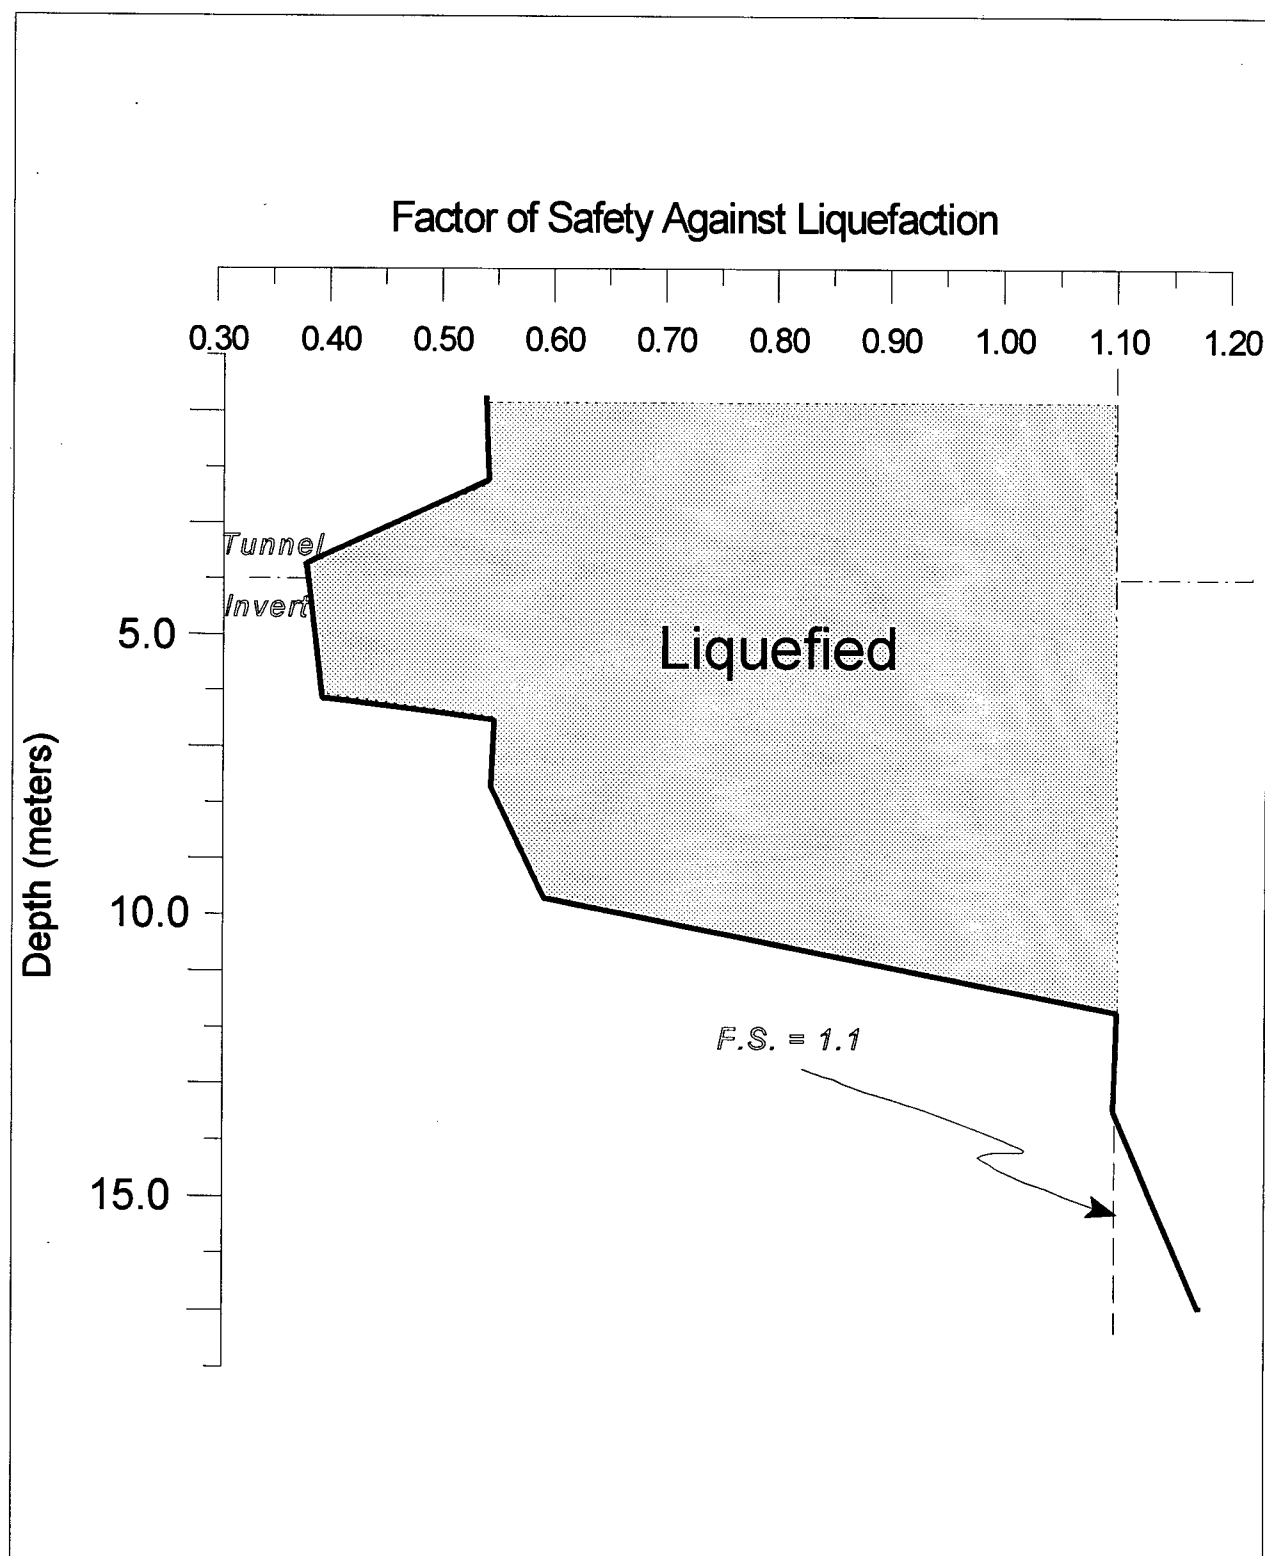 Factor of Safety Against Liquefaction
0.30 0.40 0.50 0.60 0.70 0.80 0.90 1.00 1.10 1.20
Tunnel
Invert
5.0
Liquefied
Depth (meters)
10.0
F.S. = 1.1
15.0